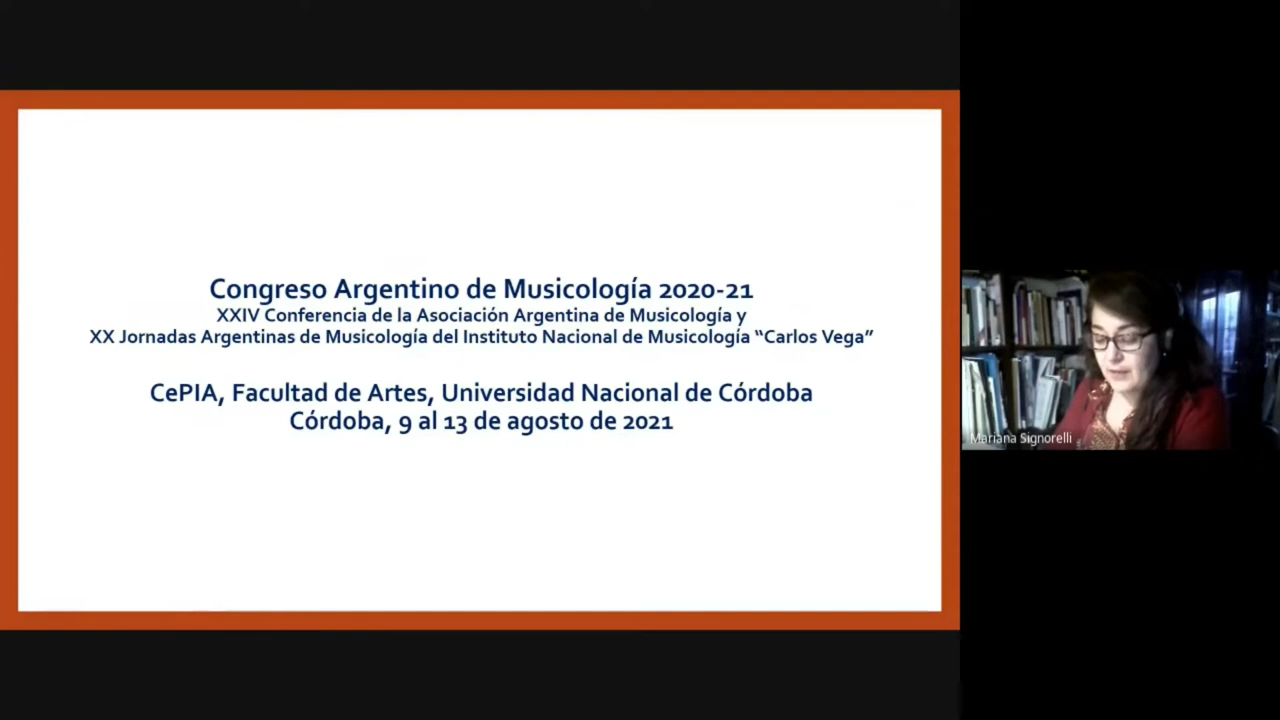 Congreso Argentino de Musicología 2020-21
XXIV Conferencia de la Asociación Argentina de Musicología y
XX Jornadas Argentinas de Musicología del Instituto Nacional de Musicología “Carlos Vega”
CePIA, Facultad de Artes, Universidad Nacional de Córdoba
Córdoba, 9 al 13 de agosto de 2021
Mariana Signorelli